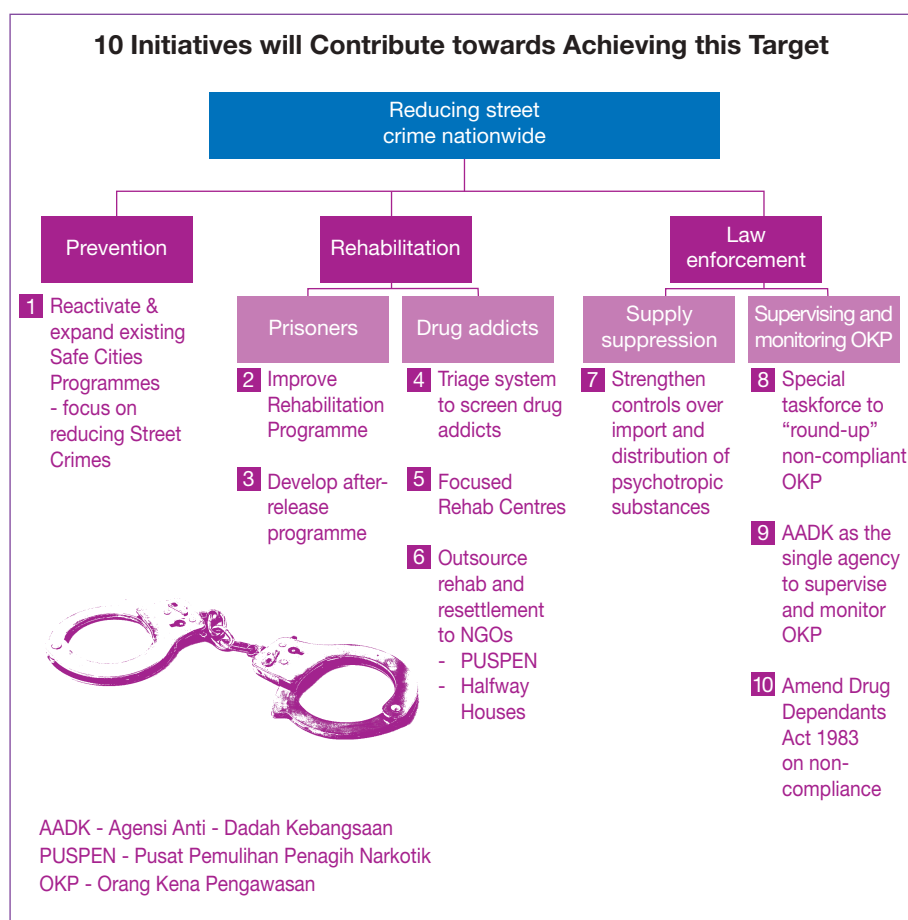 10 Initiatives will Contribute towards Achieving this Target
Reducing street
crime nationwide
Prevention
1 Reactivate &
expand existing
Safe Cities
Programmes
- focus on
reducing Street
Crimes
Rehabilitation
Prisoners
2 Improve
Rehabilitation
Programme
3 Develop after-
release
programme
Drug addicts
4 Triage system
to screen drug
addicts
5 Focused
Rehab Centres
6 Outsource
rehab and
resettlement
to NGOs
- PUSPEN
- Halfway
Houses
Law
enforcement
Supply
suppression
7 Strengthen
controls over
import and
distribution of
psychotropic
substances
Supervising and
monitoring OKP
8 Special
taskforce to
“round-up”
non-compliant
OKP
9 AADK as the
single agency
to supervise
and monitor
OKP
10 Amend Drug
Dependants
Act 1983
on non-
compliance
AADK - Agensi Anti - Dadah Kebangsaan
PUSPEN - Pusat Pemulihan Penagih Narkotik
OKP - Orang Kena Pengawasan